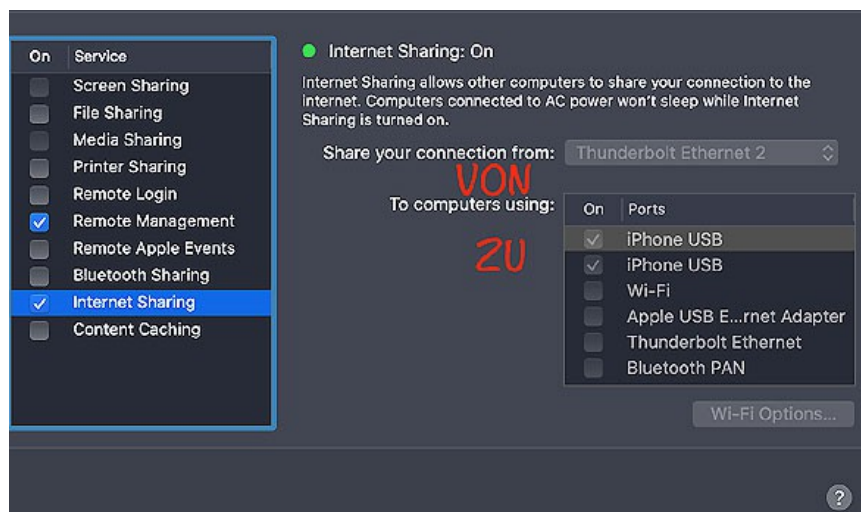 On Service
Screen Sharing
File Sharing
Media Sharing
Printer Sharing
Remote Login
Remote Management
Remote Apple Events
Bluetooth Sharing
Internet Sharing
Content Caching
Internet Sharing: On
Internet Sharing allows other computers to share your connection to the
internet. Computers connected to AC power won't sleep while Internet
Sharing is turned on.
Share your connection from: Thunderbolt Ethernet 2
VON
To computers using:
ZU
On Ports
iPhone USB
iPhone USB
Wi-Fi
Apple USB E...rnet Adapter
Thunderbolt Ethernet
Bluetooth PAN
Wi-Fi Options...
?